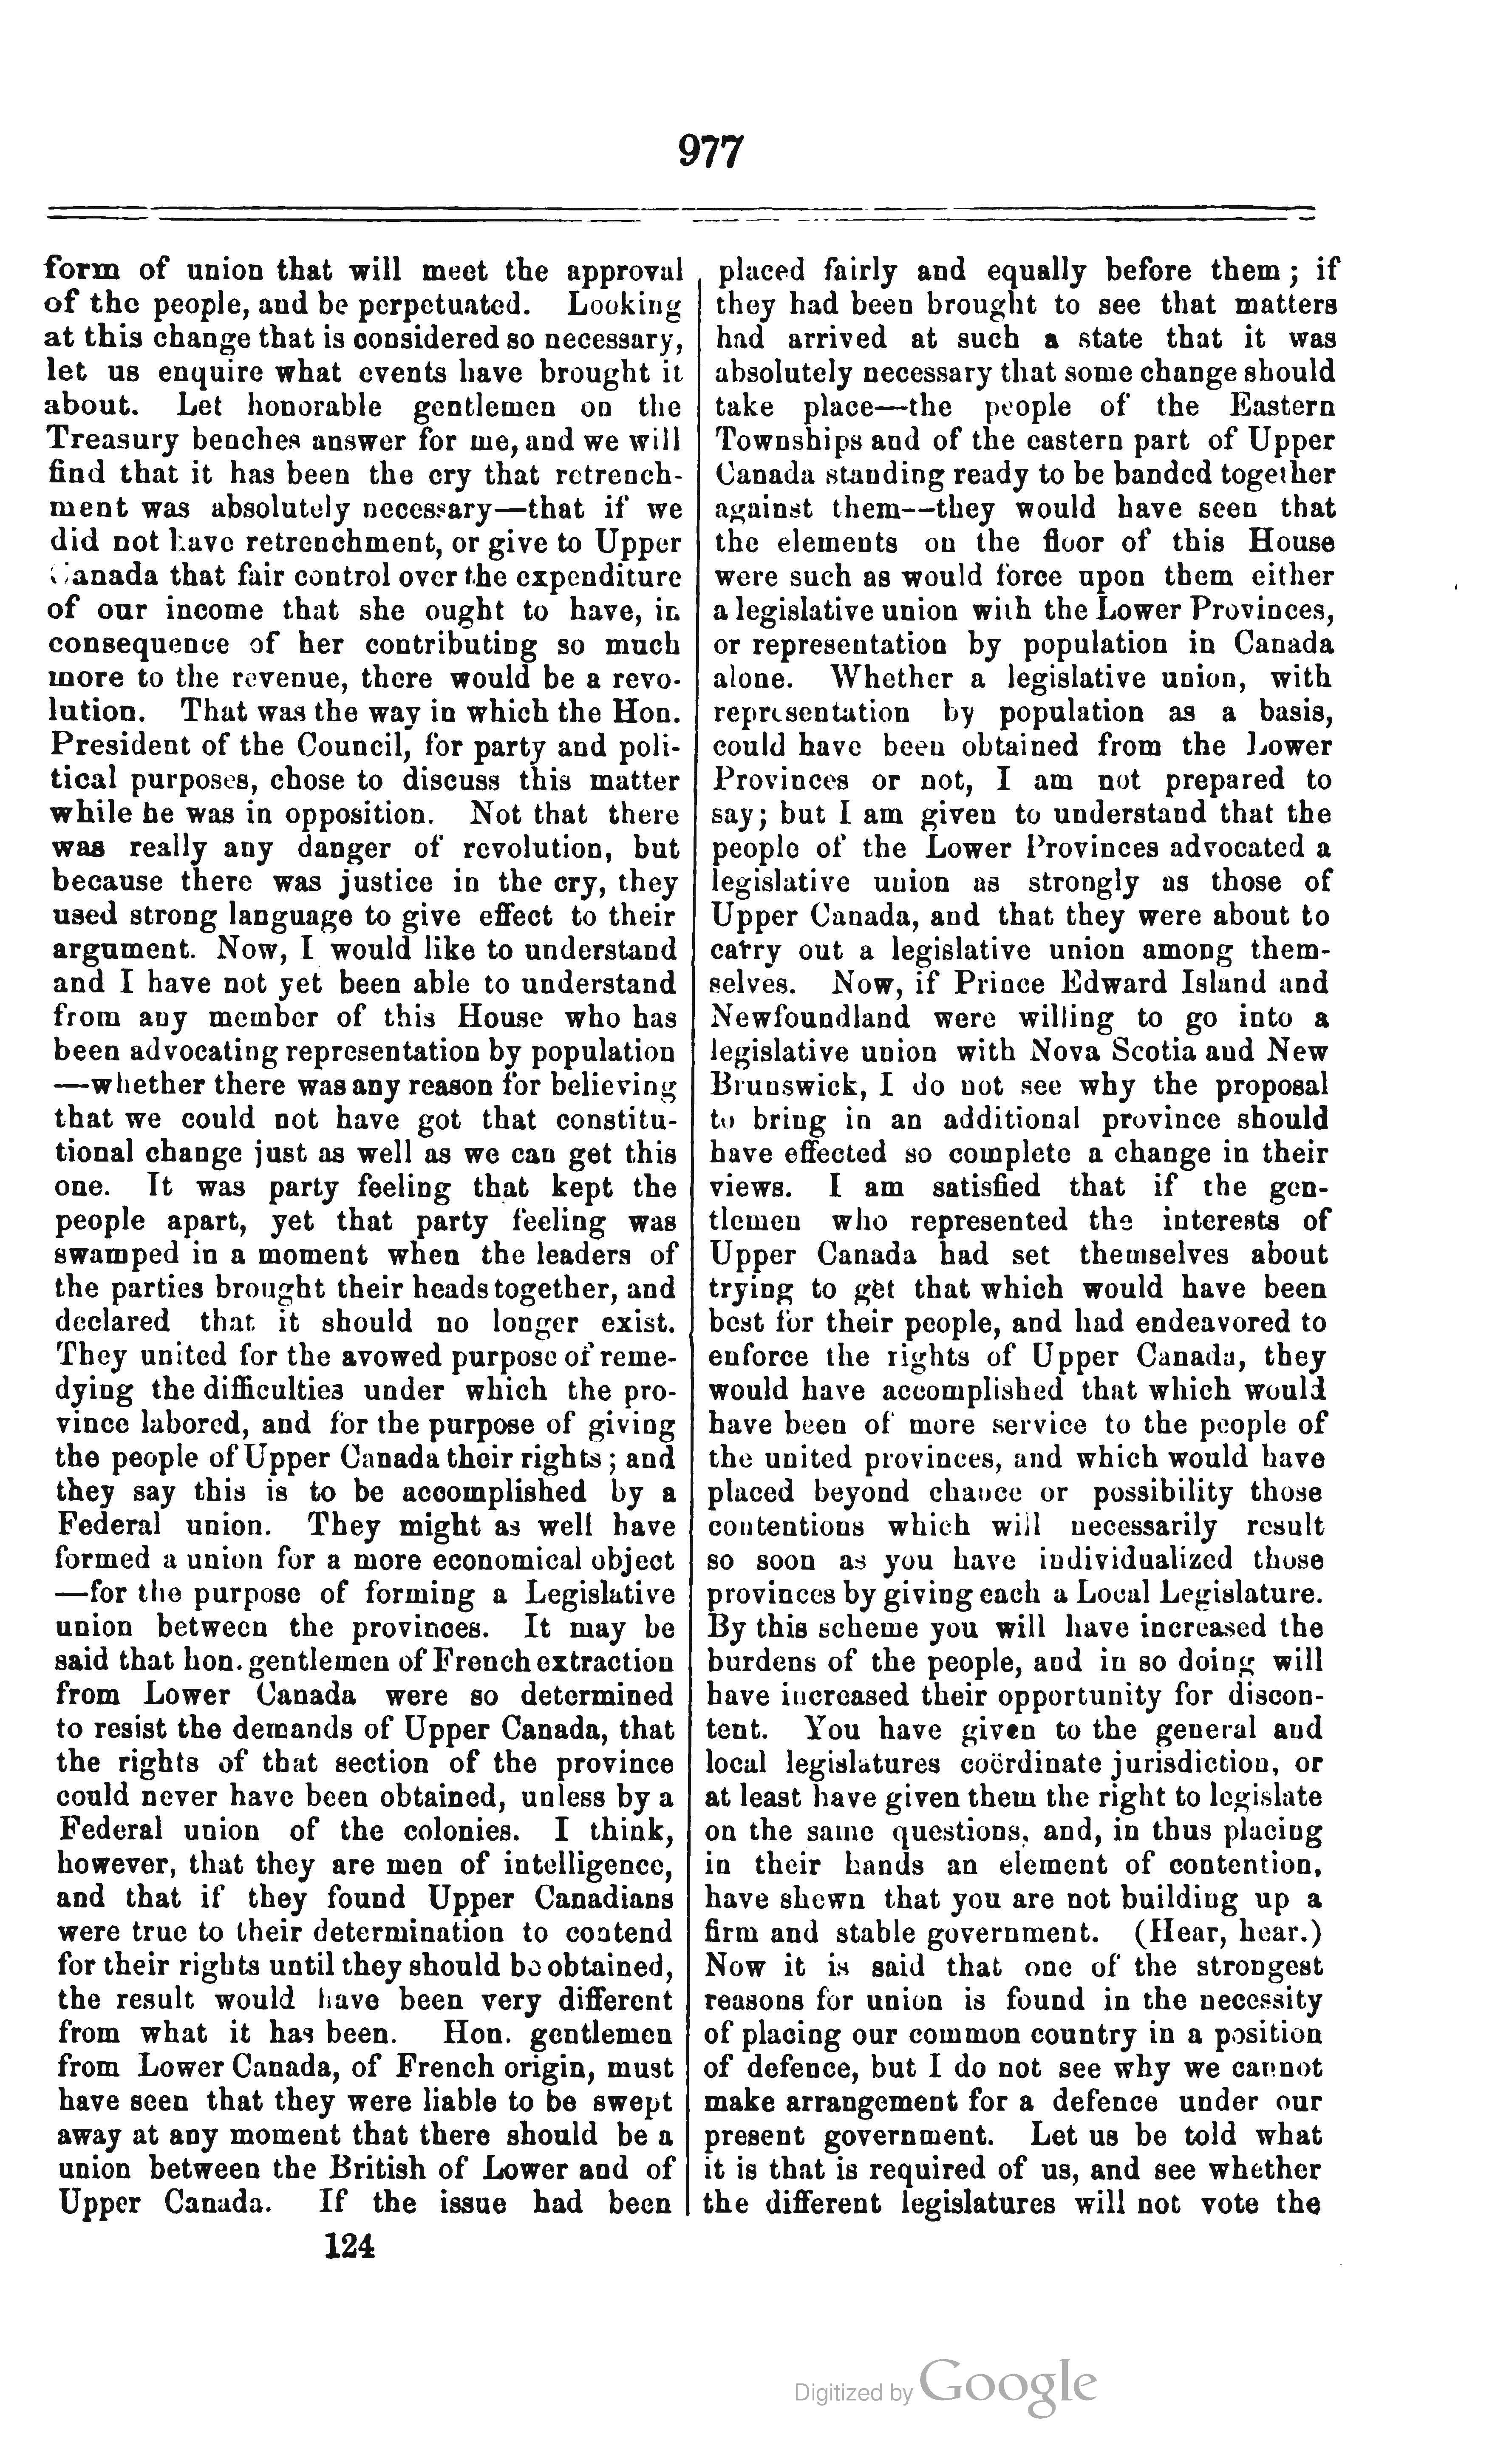 977
form of union that will meet the approval
of the people, and be perpetuated. Looking
at this change that is considered so necessary,
let us enquire what events have brought it
about. Let honorable gentlemen on the
Treasury benches answer for me, and we will
find that it has been the cry that retrench-
ment was absolutely necessary—that if we
did not have retrenchment, or give to Upper
Canada that fair control over the expenditure
of our income that she ought to have, in
consequence of her contributing so much
more to the revenue, there would be a revo-
lution. That was the way in which the Hon.
President of the Council, for party and poli-
tical purposes, chose to discuss this matter
while he was in opposition. Not that there
was really any danger of revolution, but
because there was justice in the cry, they
used strong language to give effect to their
argument. Now, I would like to understand
and I have not yet been able to understand
from any member of this House who has
been advocating representation by population
—whether there was any reason for believing
that we could not have got that constitu-
tional change just as well as we can get this
one. It was party feeling that kept the
people apart, yet that party feeling was
swamped in a moment when the leaders of
the parties brought their heads together, and
declared that it should no longer exist.
They united for the avowed purpose of reme-
dying the difficulties under which the pro-
vince labored, and for the purpose of giving
the people of Upper Canada their rights; and
they say this is to be accomplished by a
Federal union. They might as well have
formed a union for a more economical object
—for the purpose of forming a Legislative
union between the provinces. It may be
said that hon. gentlemen of French extraction
from Lower Canada were so determined
to resist the demands of Upper Canada, that
the rights of that section of the province
could never have been obtained, unless by a
Federal union of the colonies. I think,
however, that they are men of intelligence,
and that if they found Upper Canadians
were true to their determination to contend
for their rights until they should be obtained,
the result would have been very different
from what it has been. Hon. gentlemen
from Lower Canada, of French origin, must
have seen that they were liable to be swept
away at any moment that there should be a
union between the British of Lower and of
Upper Canada. If the issue had been
124
placed fairly and equally before them; if
they had been brought to see that matters
had arrived at such a state that it was
absolutely necessary that some change should
take place—the people of the Eastern
Townships and of the eastern part of Upper
Canada standing ready to be banded together
against them--they would have seen that
the elements on the floor of this House
were such as would force upon them either
a legislative union with the Lower Provinces,
or representation by population in Canada
alone. Whether a legislative union, with
representation by population as a basis,
could have been obtained from the Lower
Provinces or not, I am not prepared to
say; but I am given to understand that the
people of the Lower Provinces advocated a
legislative union as strongly as those of
Upper Canada, and that they were about to
carry out a legislative union among them-
selves. Now, if Prince Edward Island and
Newfoundland were willing to go into a
legislative union with Nova Scotia and New
Brunswick, I do not see why the proposal
to bring in an additional province should
have effected so complete a change in their
views. I am satisfied that if the gen-
tlemen who represented the interests of
Upper Canada had set themselves about
trying to get that which would have been
best for their people, and had endeavored to
enforce the rights of Upper Canada, they
would have accomplished that which would
have been of more service to the people of
the united provinces, and which would have
placed beyond chance or possibility those
contentions which will necessarily result
so soon as you have individualized those
provinces by giving each a Local Legislature.
By this scheme you will have increased the
burdens of the people, and in so doing will
have increased their opportunity for discon-
tent. You have given to the general and
local legislatures coördinate jurisdiction, or
at least have given them the right to legislate
on the same questions, and, in thus placing
in their hands an element of contention,
have shewn that you are not building up a
firm and stable government. (Hear, hear.)
Now it is said that one of the strongest
reasons for union is found in the necessity
of placing our common country in a position
of defence, but I do not see why we cannot
make arrangement for a defence under our
present government. Let us be told what
it is that is required of us, and see whether
the different legislatures will not vote the
Digitized by Google